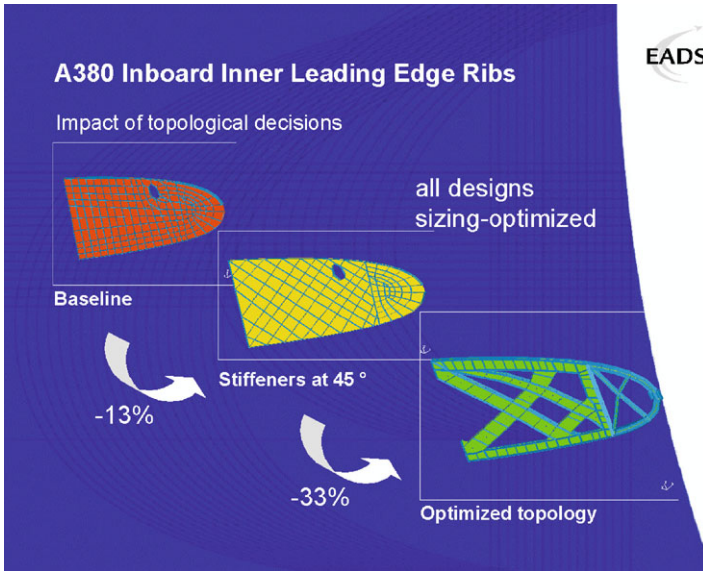 EADS
A380 Inboard Inner Leading Edge Ribs
Impact of topological decisions
all designs
sizing-optimized
Baseline
Stiffeners at 45 °
-13%
-33%
Optimized topology